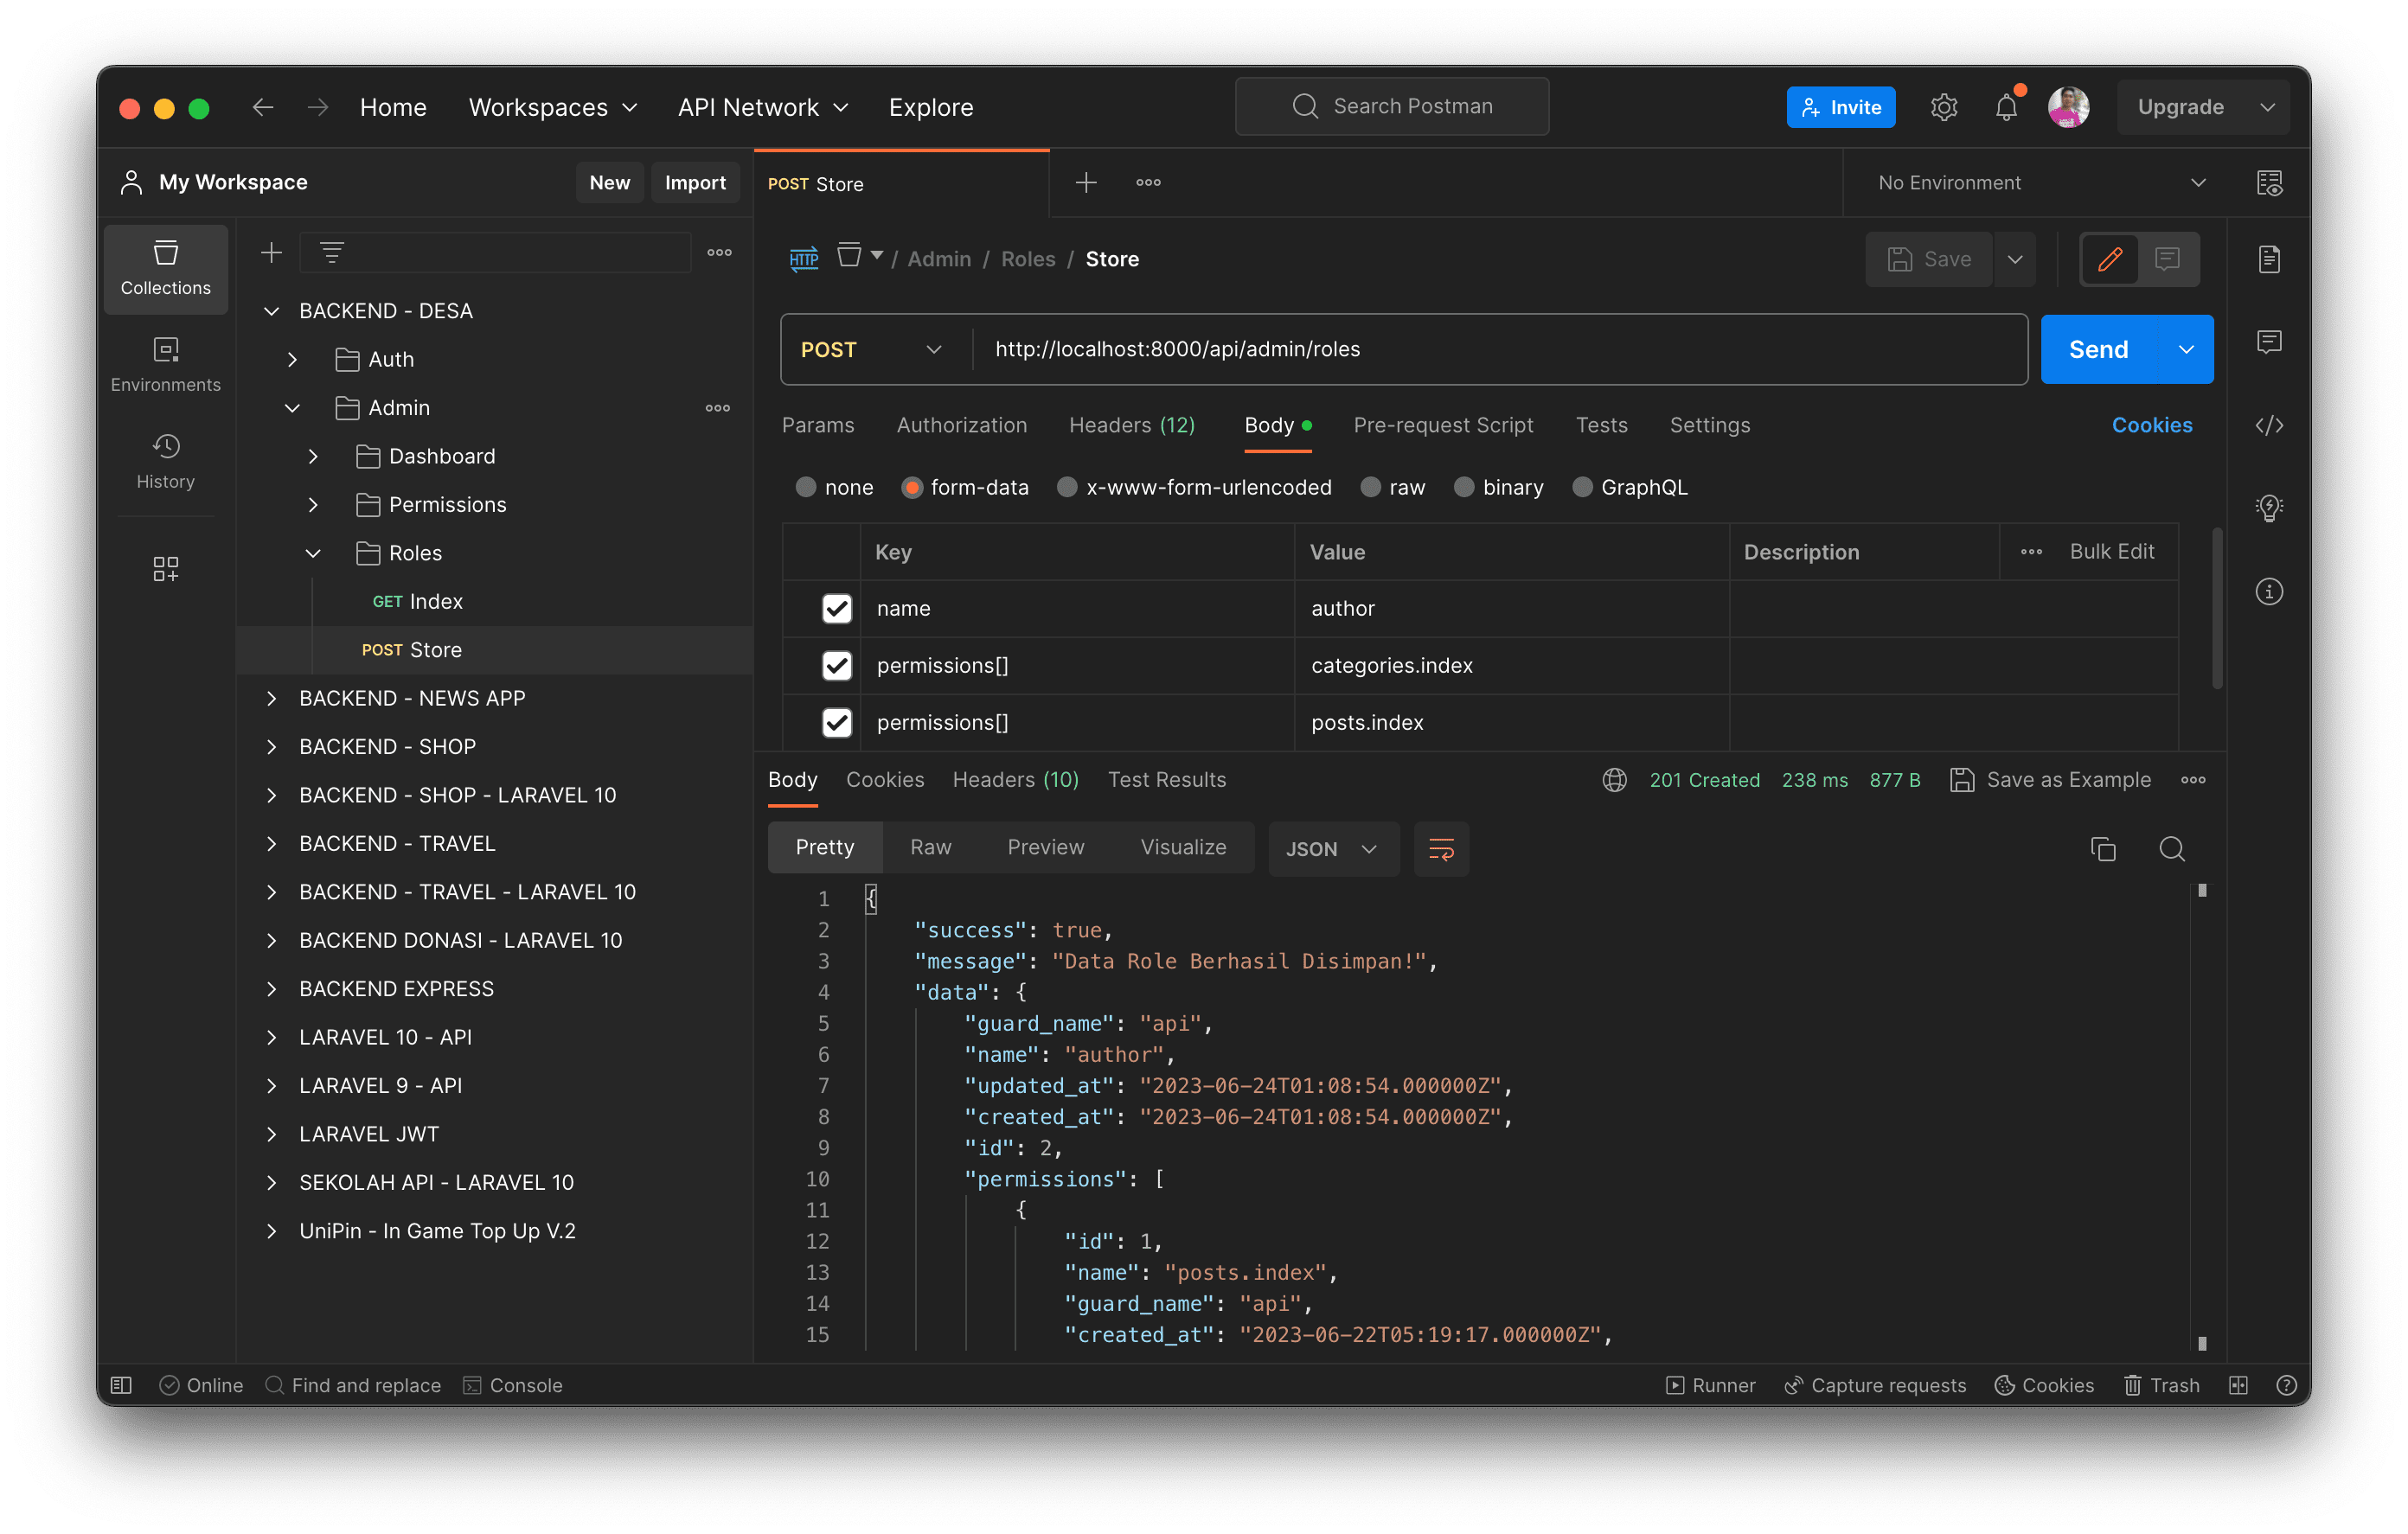 Home Workspaces API Network Explore Search Postman Invite Upgrade
My Workspace New Import
POST Store No Environment
Collections
Environments
History
BACKEND - DESA
Auth
Admin
Dashboard
Permissions
Roles
GET Index
POST Store
BACKEND - NEWS APP
BACKEND - SHOP
BACKEND - SHOP - LARAVEL 10
BACKEND - TRAVEL
BACKEND - TRAVEL - LARAVEL 10
BACKEND DONASI - LARAVEL 10
BACKEND EXPRESS
LARAVEL 10 - API
LARAVEL 9 - API
LARAVEL JWT
SEKOLAH API - LARAVEL 10
UniPin - In Game Top Up V.2
HTTP / Admin / Roles / Store Save
POST http://localhost:8000/api/admin/roles Send
Params Authorization Headers (12) Body Pre-request Script Tests Settings Cookies
none form-data x-www-form-urlencoded raw binary GraphQL
Key Value Description Bulk Edit
name author
permissions[] categories.index
permissions[] posts.index
Body Cookies Headers (10) Test Results 201 Created 238 ms 877 B Save as Example
Pretty Raw Preview Visualize JSON
1 {
2 "success": true,
3 "message": "Data Role Berhasil Disimpan!",
4 "data": {
5 "guard_name": "api",
6 "name": "author",
7 "updated_at": "2023-06-24T01:08:54.000000Z",
8 "created_at": "2023-06-24T01:08:54.000000Z",
9 "id": 2,
10 "permissions": [
11 {
12 "id": 1,
13 "name": "posts.index",
14 "guard_name": "api",
15 "created_at": "2023-06-22T05:19:17.000000Z",
Online Find and replace Console Runner Capture requests Cookies Trash